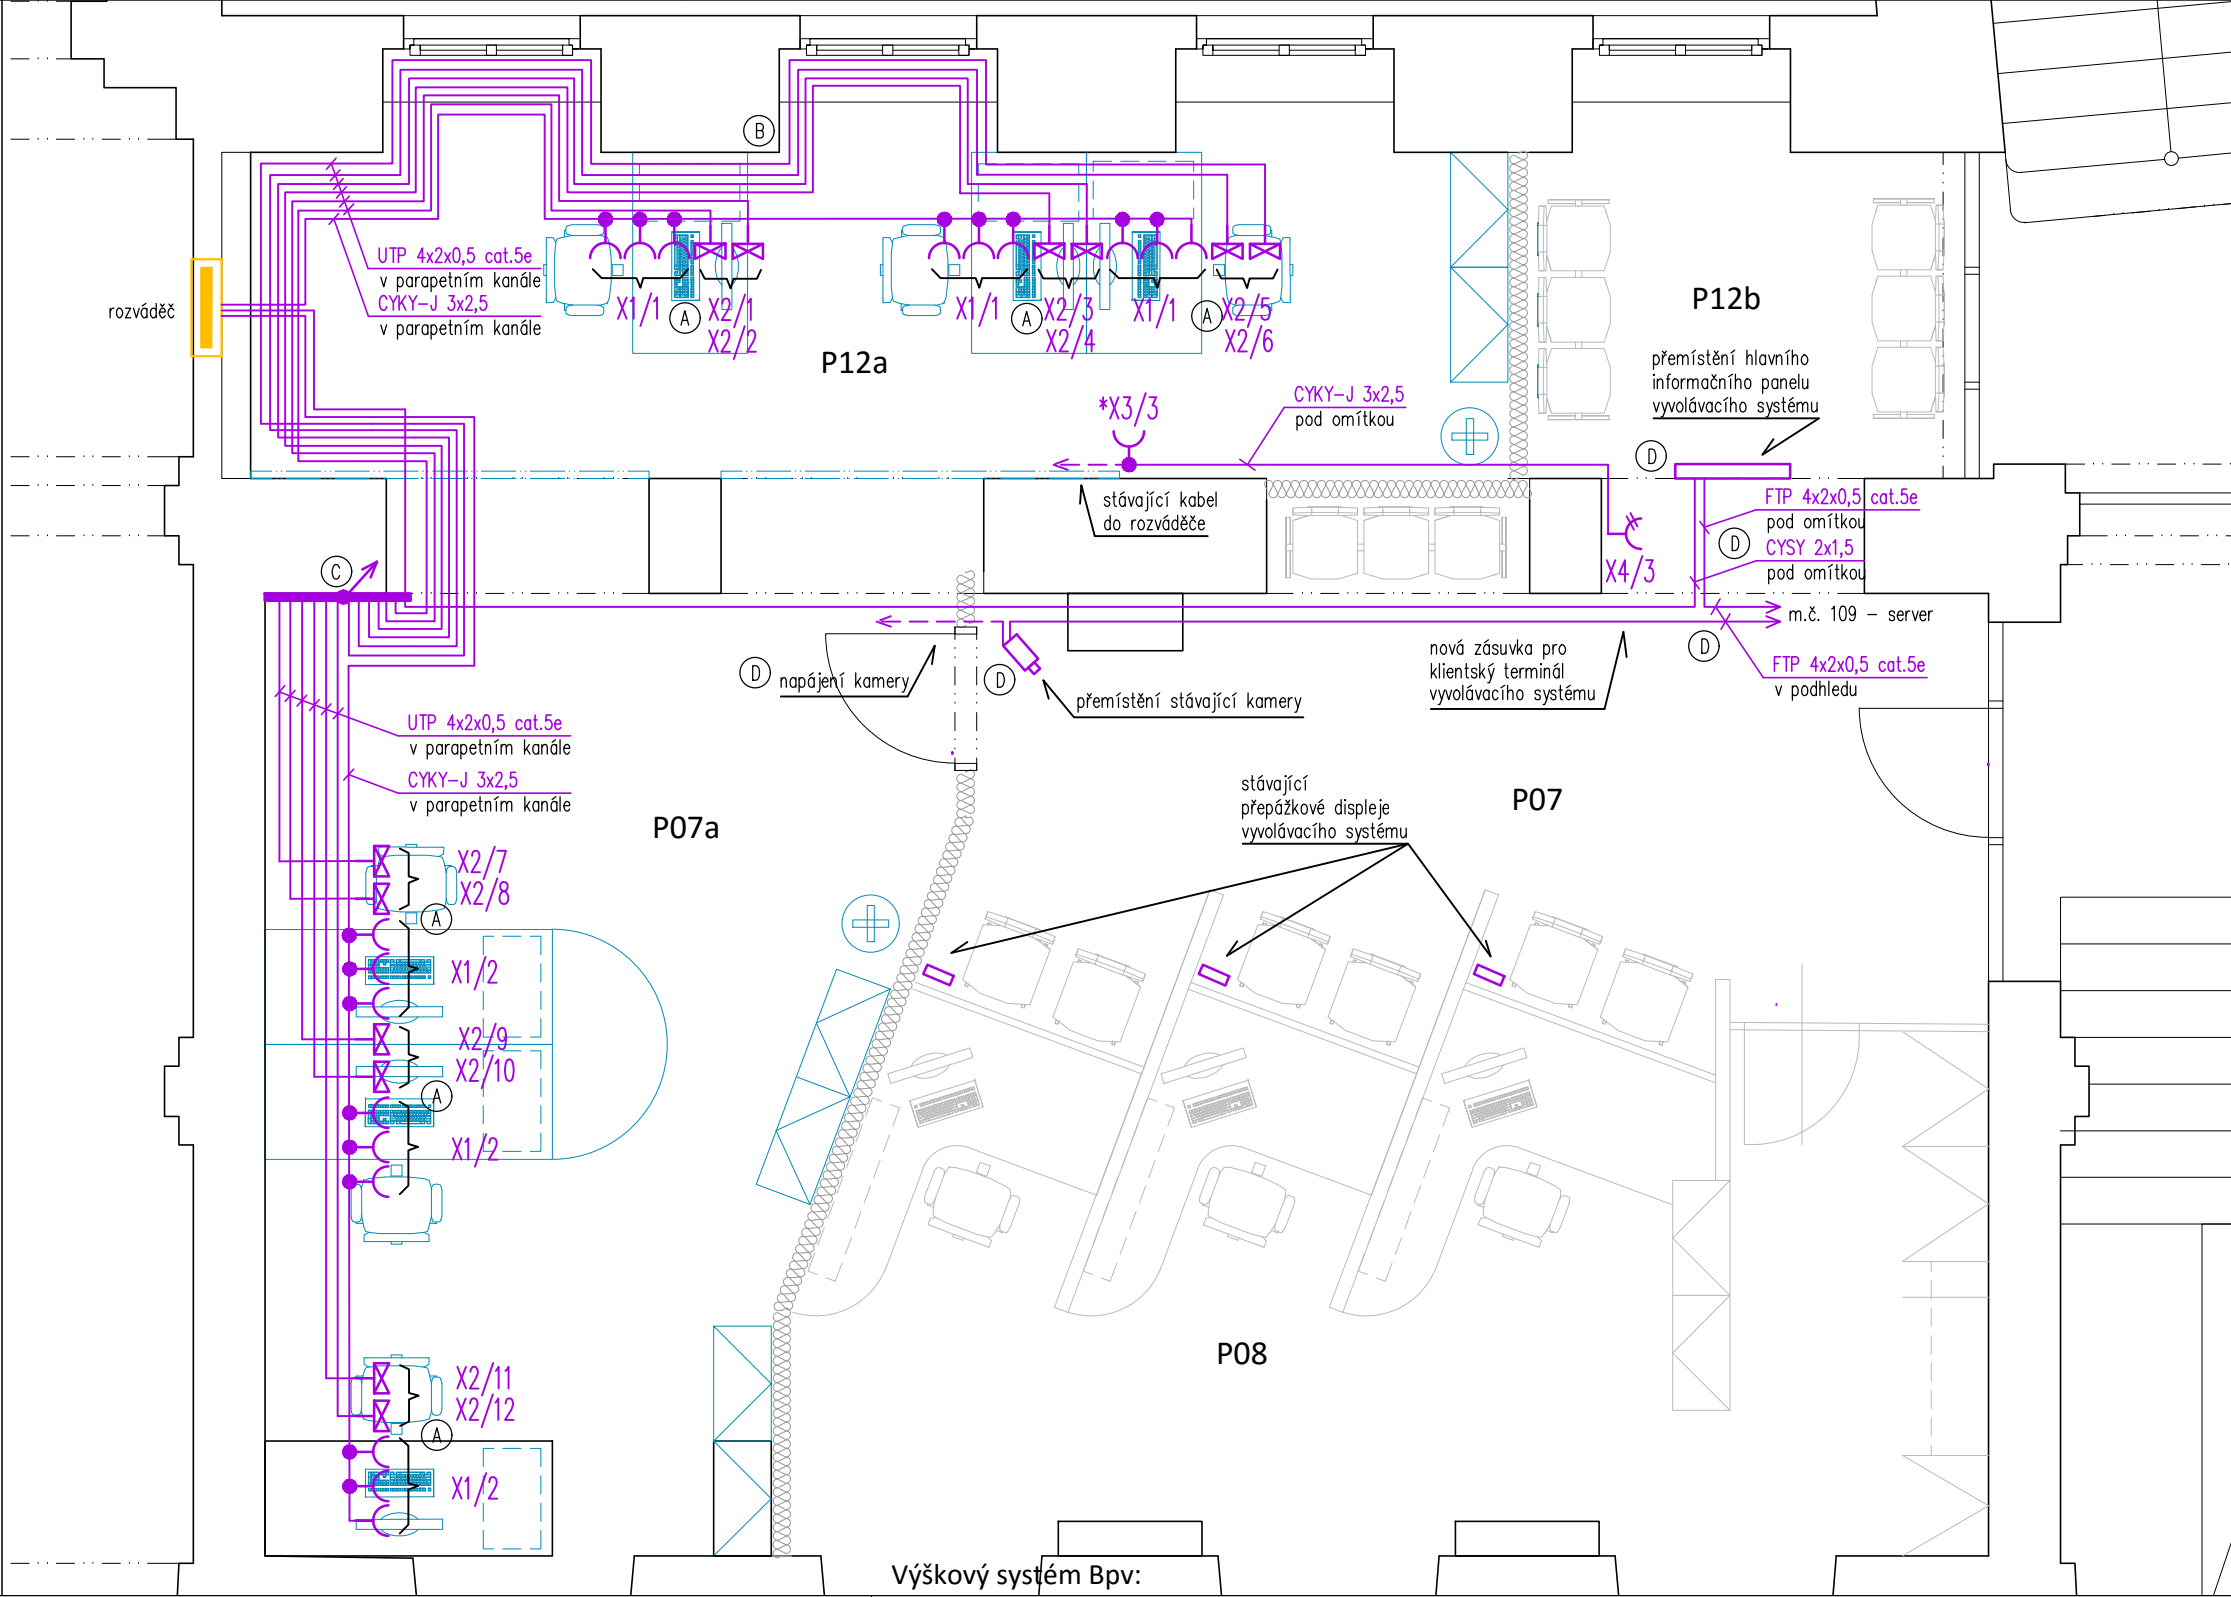 B
UTP 4x2x0,5 cat.5e
v parapetním kanále
CYKY-J 3x2,5
v parapetním kanále
rozváděč
X1/1
A
X2/1
X2/2
X1/1
A
X2/3
X2/4
X1/1
A
X2/5
X2/6
P12a
P12b
přemístění hlavního
informačního panelu
vyvolávacího systému
*X3/3
CYKY-J 3x2,5
pod omítkou
D
stávající kabel
do rozváděče
FTP 4x2x0,5 cat.5e
pod omítkou
D
CYSY 2x1,5
pod omítkou
X4/3
C
m.č. 109 – server
D
nová zásuvka pro
klientský terminál
vyvolávacího systému
FTP 4x2x0,5 cat.5e
v podhledu
D
napájení kamery
D
přemístění stávající kamery
UTP 4x2x0,5 cat.5e
v parapetním kanále
CYKY-J 3x2,5
v parapetním kanále
P07a
stávající
přepážkové displeje
vyvolávacího systému
P07
X2/7
X2/8
A
X1/2
X2/9
X2/10
A
X1/2
P08
X2/11
X2/12
A
X1/2
Výškový systém Bpv: